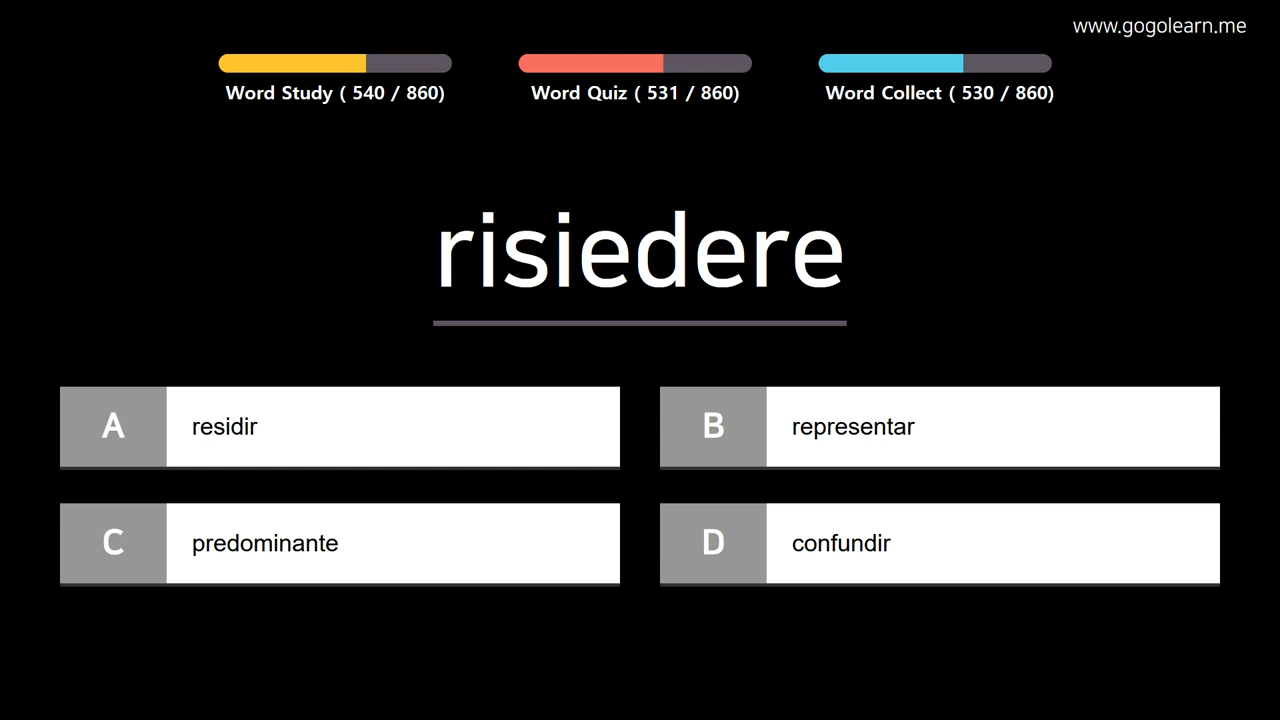 www.gogolearn.me
Word Study ( 540 / 860)
Word Quiz ( 531 / 860)
Word Collect ( 530 / 860)
risiedere
A residir
B representar
C predominante
D confundir